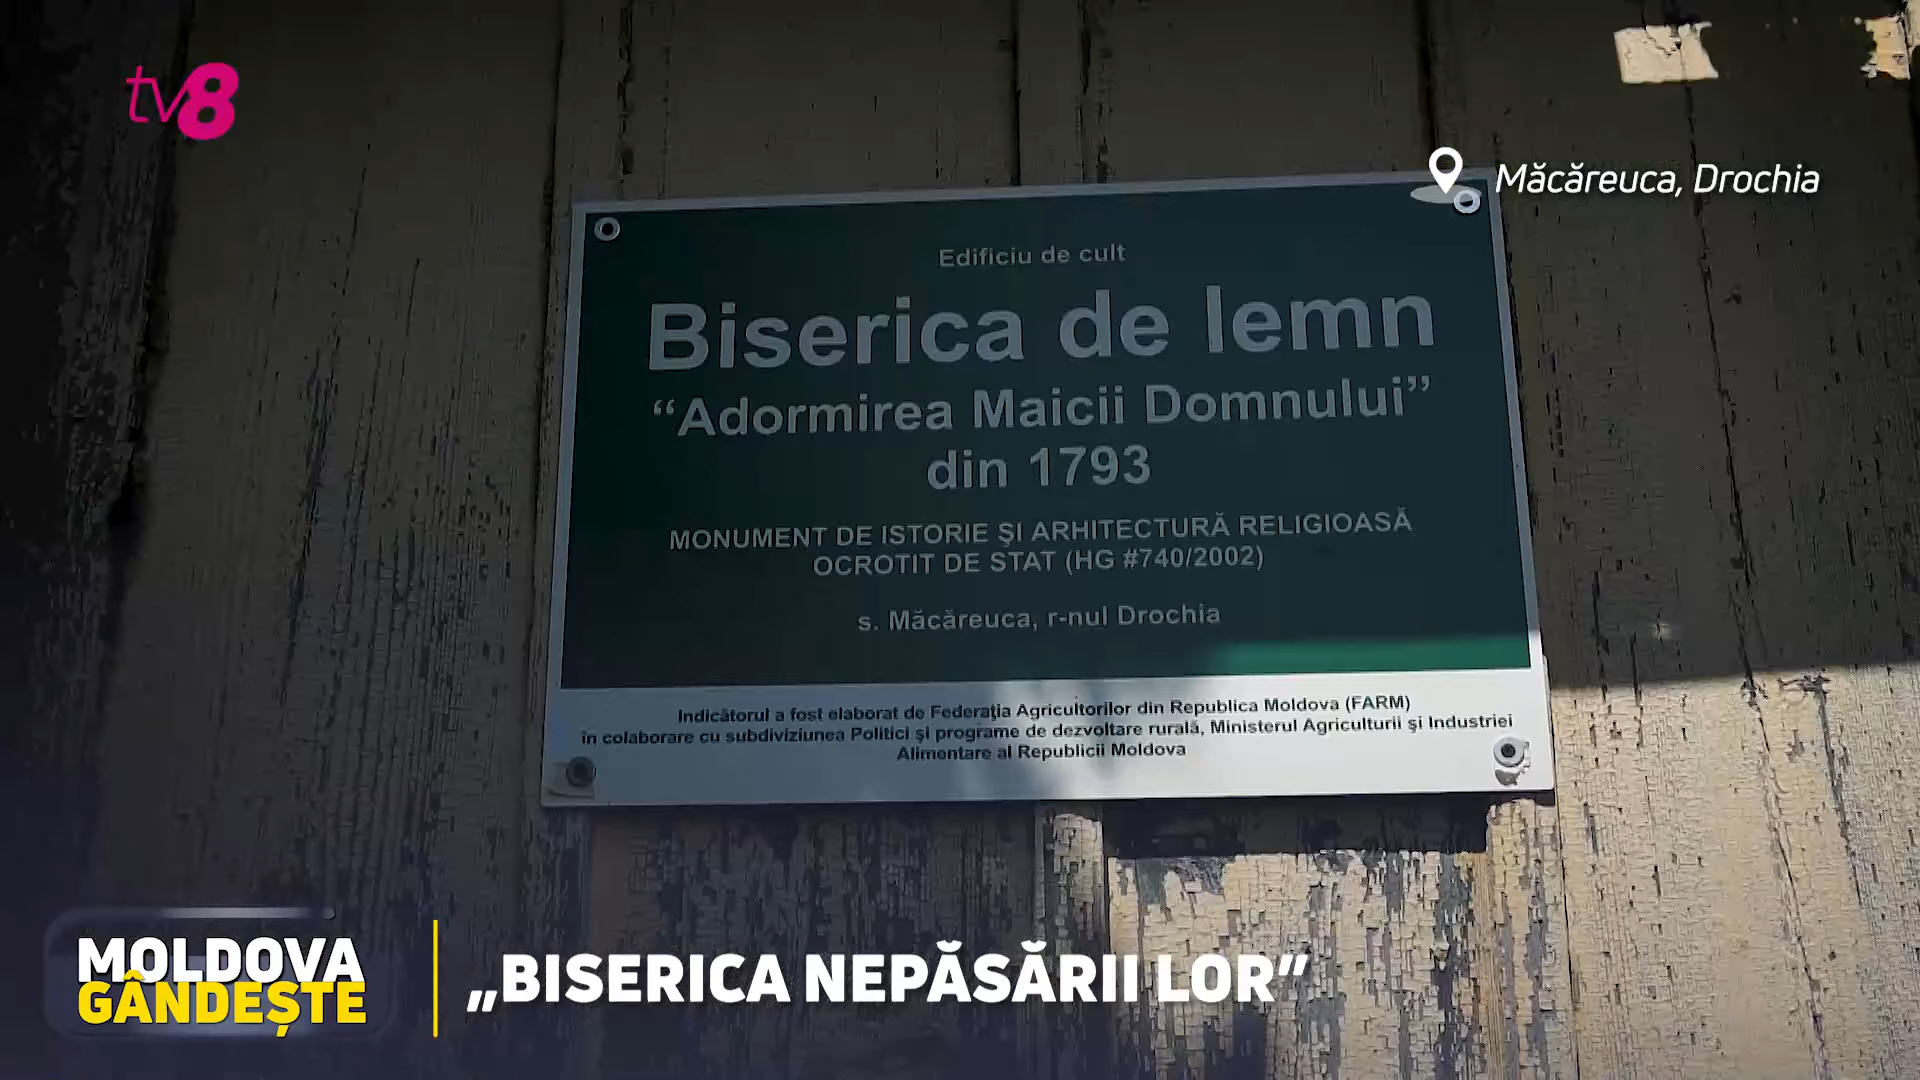 tv8
Măcăreuca, Drochia
Edificiu de cult
Biserica de lemn
“Adormirea Maicii Domnului”
din 1793
MONUMENT DE ISTORIE ŞI ARHITECTURĂ RELIGIOASĂ
OCROTIT DE STAT (HG #740/2002)
s. Măcăreuca, r-nul Drochia
Indicătorul a fost elaborat de Federaţia Agricultorilor din Republica Moldova (FARM)
în colaborare cu subdiviziunea Politici şi programe de dezvoltare rurală, Ministerul Agriculturii şi Industriei
Alimentare al Republicii Moldova
MOLDOVA
GÂNDEȘTE
„BISERICA NEPĂSĂRII LOR”